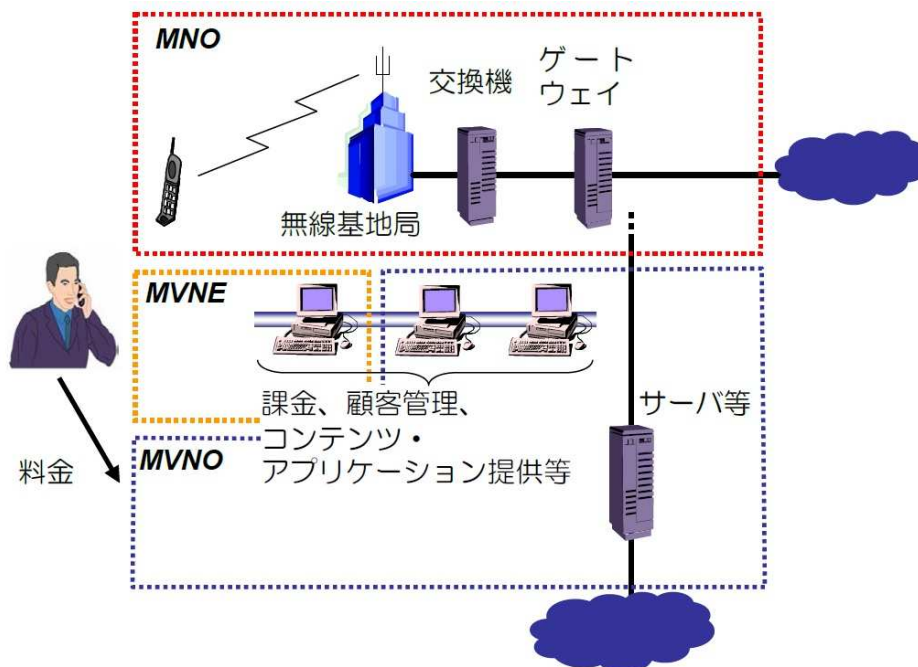 MNO
交換機
ゲート
ウェイ
無線基地局
MVNE
課金、顧客管理、
コンテンツ・
アプリケーション提供等
サーバ等
MVNO
料金